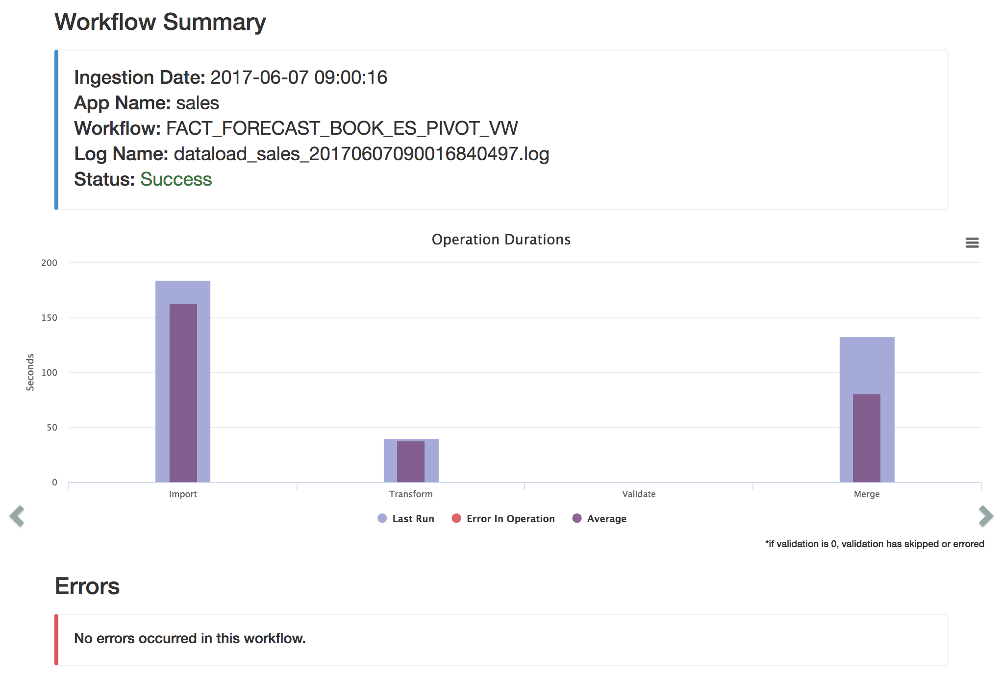 Workflow Summary
Ingestion Date: 2017-06-07 09:00:16
App Name: sales
Workflow: FACT_FORECAST_BOOK_ES_PIVOT_VW
Log Name: dataload_sales_20170607090016840497.log
Status: Success
Operation Durations
200
150
100
50
0
Seconds
Import Transform Validate Merge
Last Run Error In Operation Average
*if validation is 0, validation has skipped or errored
Errors
No errors occurred in this workflow.